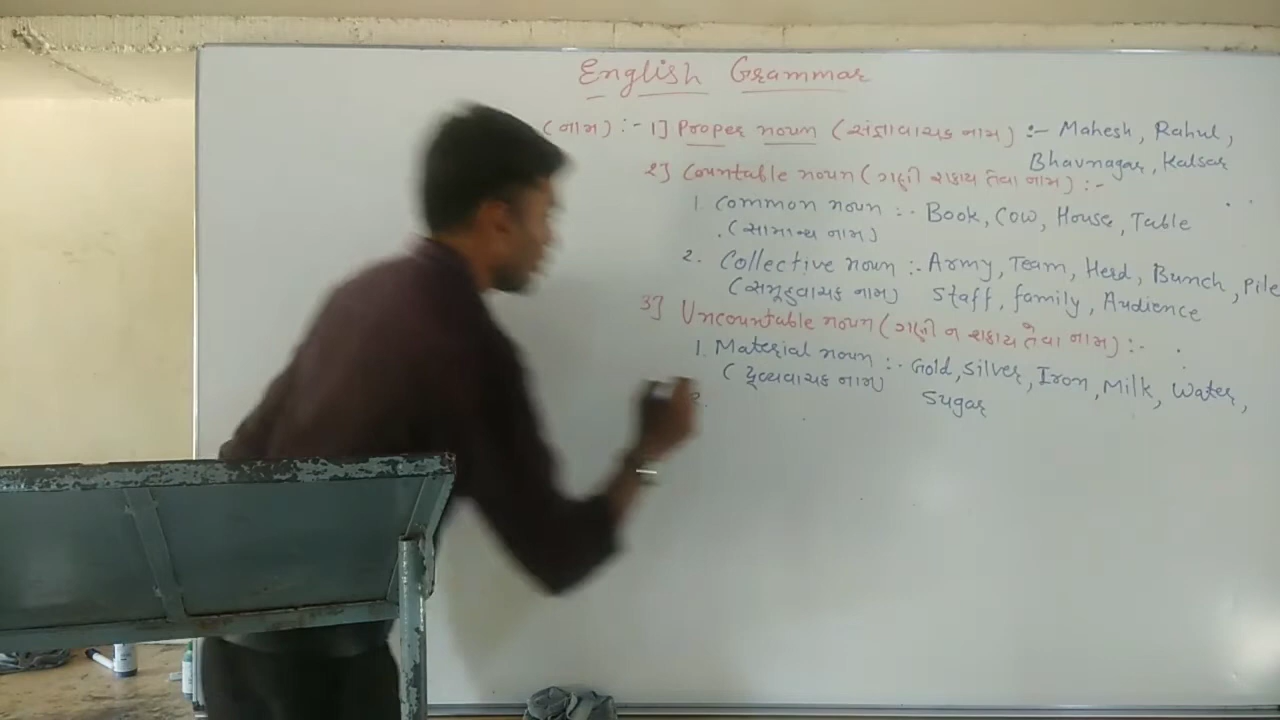 English Grammar
(નામ) :- 1] Proper noun (સંજ્ઞાવાચક નામ) :- Mahesh, Rahul,
Bhavnagar, Kalsar
2] Countable noun (ગણી શકાય તેવા નામ) :-
1. Common noun :- Book, Cow, House, Table
(સામાન્ય નામ)
2. Collective noun :- Army, Team, Herd, Bunch, Pile
(સમૂહવાચક નામ) Staff, family, Audience
3] Uncountable noun (ગણી ન શકાય તેવા નામ) :-
1. Material noun :- Gold, silver, Iron, Milk, Water,
(દ્રવ્યવાચક નામ) Sugar
2.